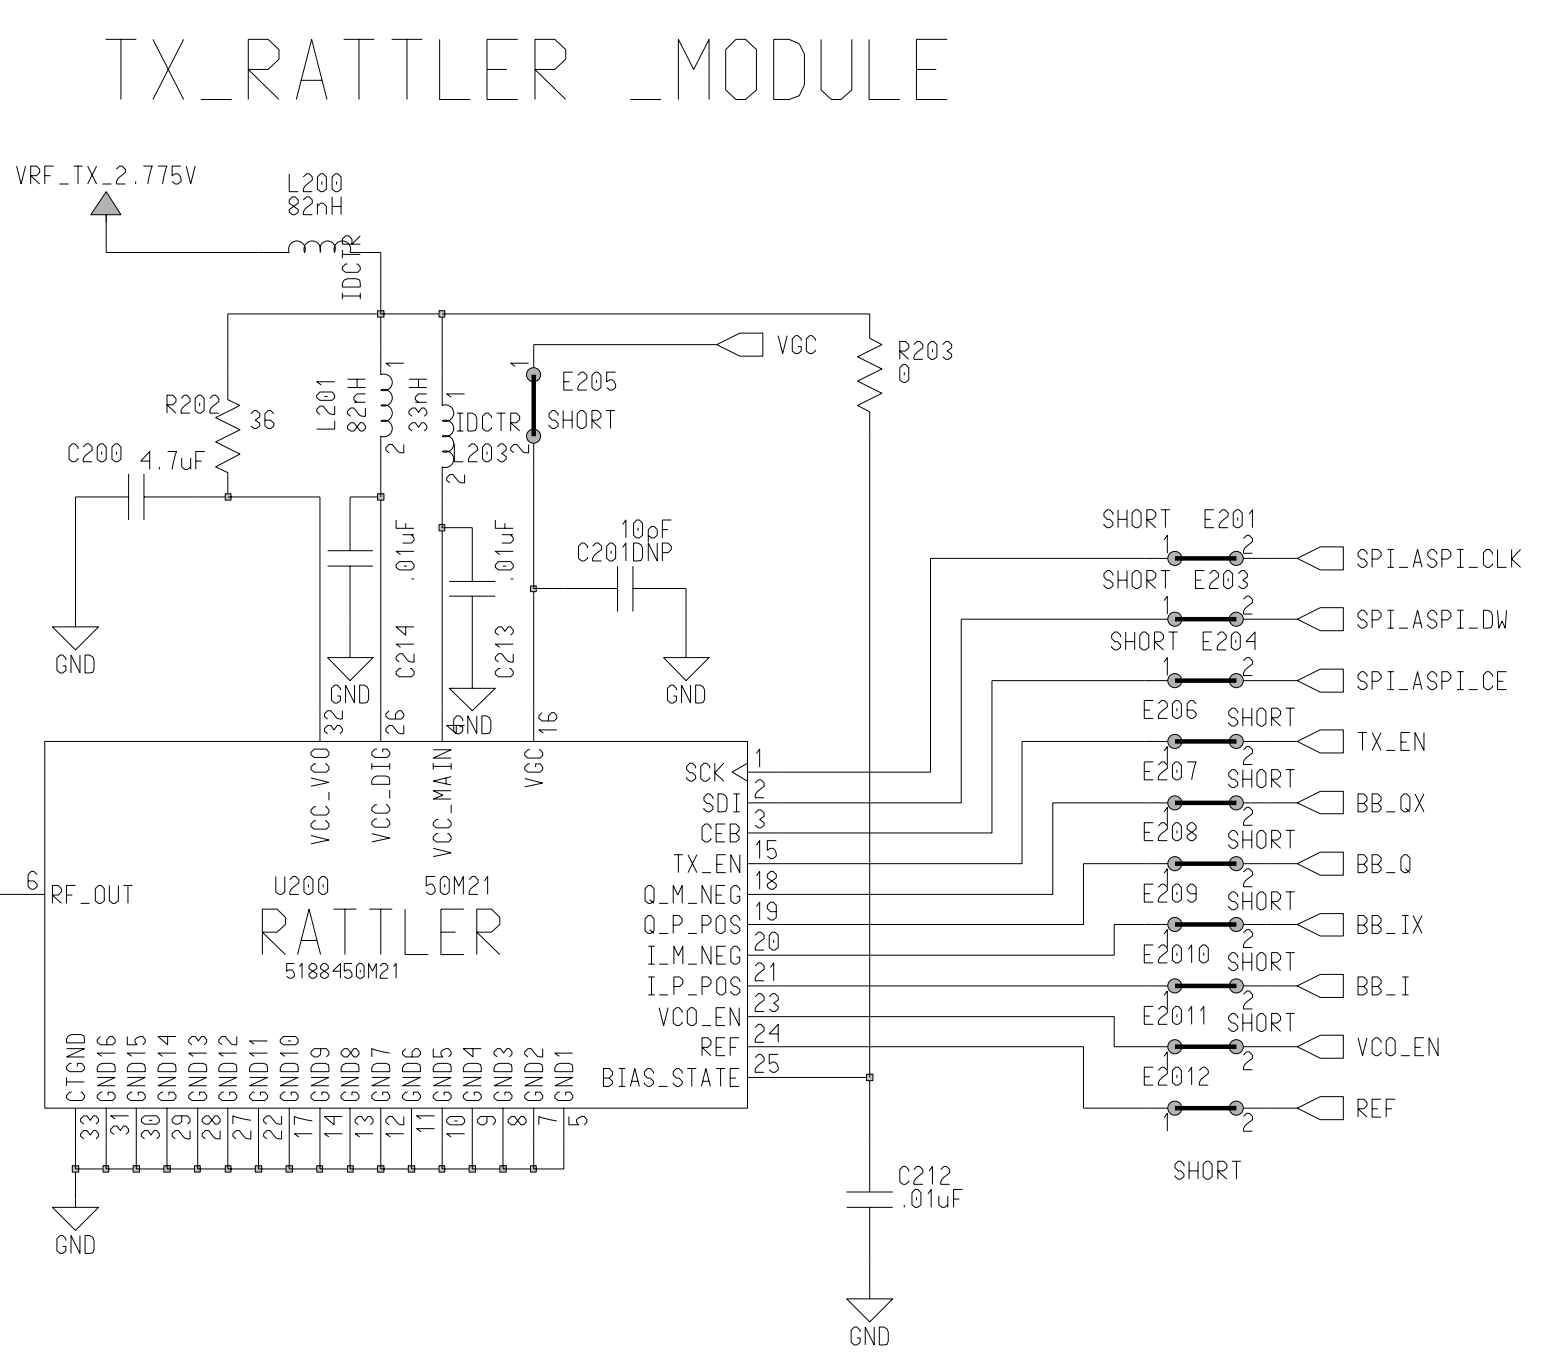 TX_RATTLER _MODULE
VRF_TX_2.775V
L200
82nH
IDCTR
VGC
R203
0
1
E205
SHORT
2
L201
82nH
1
2
33nH
1
IDCTR
L203
2
R202
36
C200
4.7uF
GND
.01uF
C214
GND
.01uF
C213
GND
10pF
C201DNP
GND
SHORT E201
1 2
SPI_ASPI_CLK
SHORT E203
1 2
SPI_ASPI_DW
SHORT E204
1 2
SPI_ASPI_CE
E206 SHORT
1 2
TX_EN
E207 SHORT
1 2
BB_QX
E208 SHORT
1 2
BB_Q
E209 SHORT
1 2
BB_IX
E2010 SHORT
1 2
BB_I
E2011 SHORT
1 2
VCO_EN
E2012
1 2
REF
SHORT
32
VCC_VCO
26
VCC_DIG
4
VCC_MAIN
16
VGC
SCK 1
SDI 2
CEB 3
TX_EN 15
Q_M_NEG 18
Q_P_POS 19
I_M_NEG 20
I_P_POS 21
VCO_EN 23
REF 24
BIAS_STATE 25
6 RF_OUT
U200 50M21
RATTLER
5188450M21
CTGND 33
GND16 31
GND15 30
GND14 29
GND13 28
GND12 27
GND11 22
GND10 17
GND9 14
GND8 13
GND7 12
GND6 11
GND5 10
GND4 9
GND3 8
GND2 7
GND1 5
GND
C212
.01uF
GND